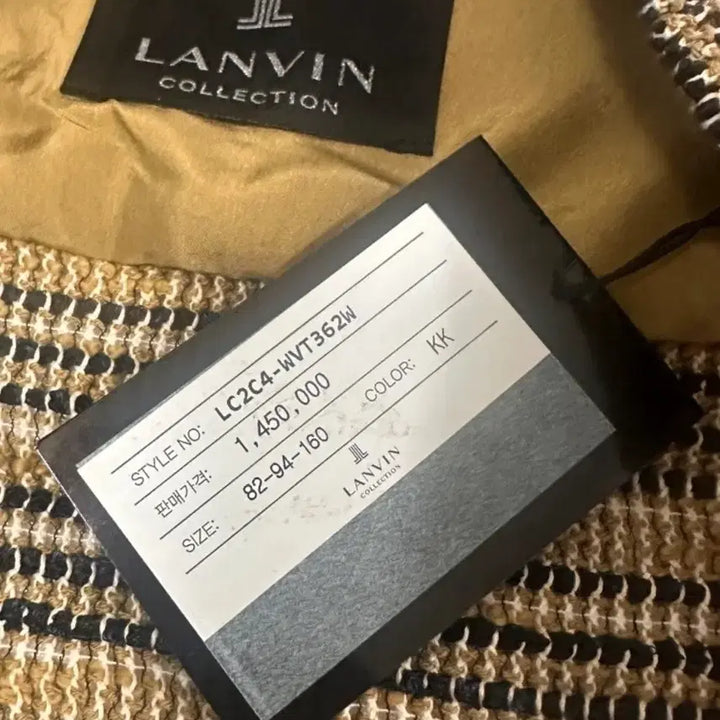 LANVIN
COLLECTION
STYLE NO: LC2C4-WVT362W
판매가격: 1,450,000
SIZE: 82-94-160 COLOR: KK
LANVIN
COLLECTION